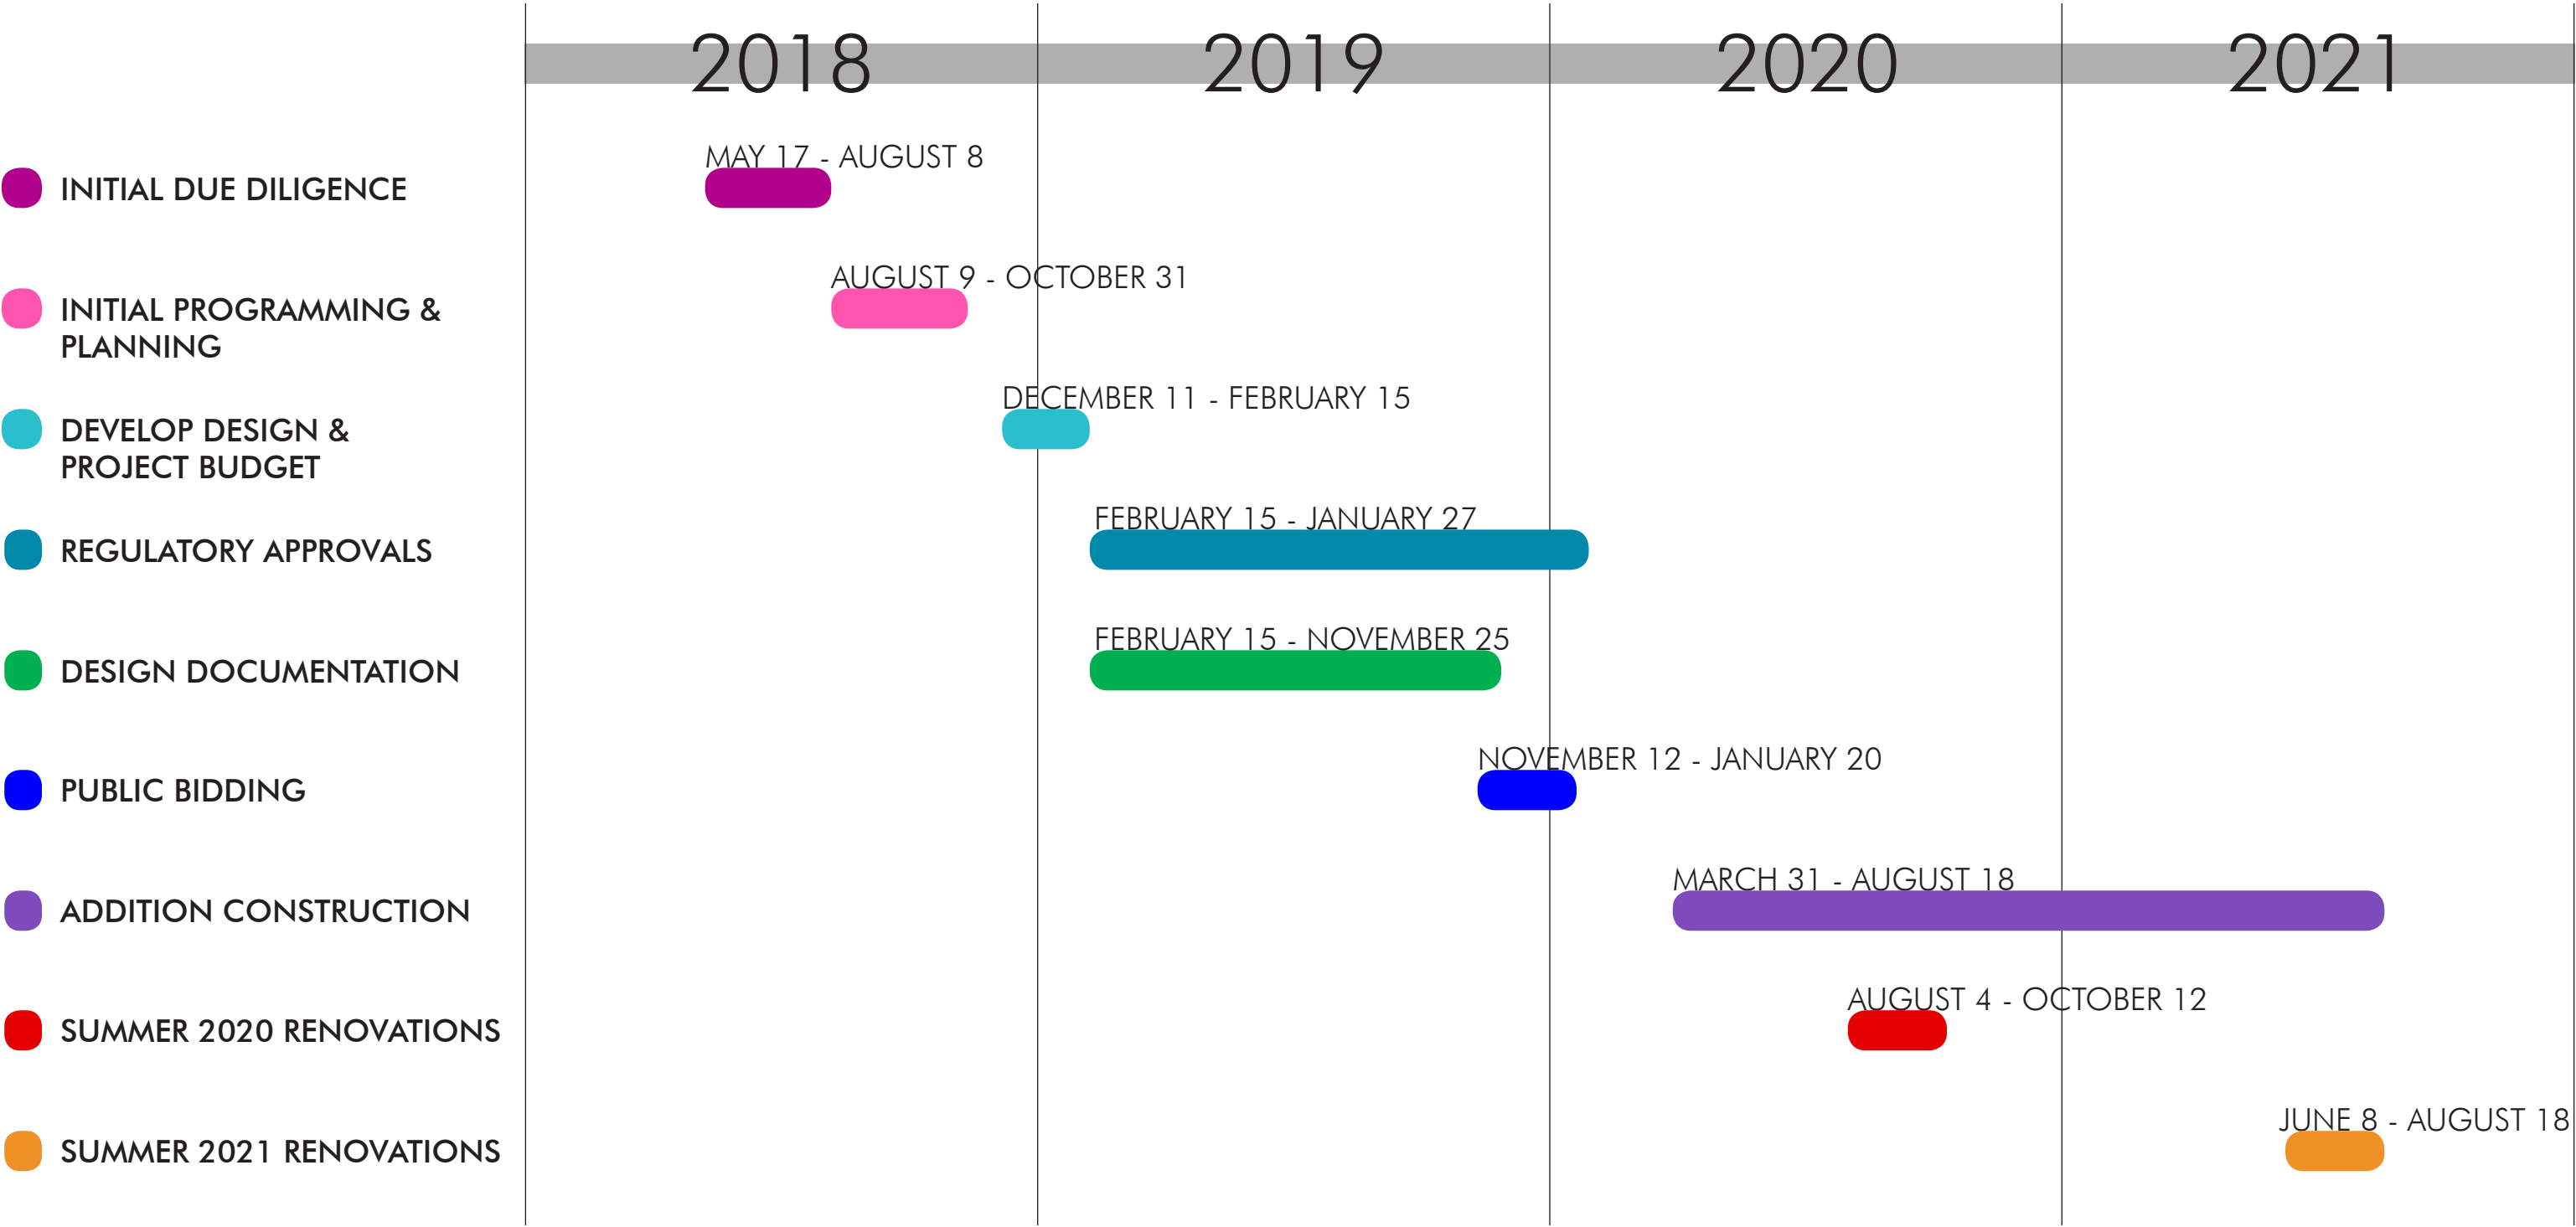 2018
2019
2020
2021
MAY 17 - AUGUST 8
INITIAL DUE DILIGENCE
AUGUST 9 - OCTOBER 31
INITIAL PROGRAMMING &
PLANNING
DECEMBER 11 - FEBRUARY 15
DEVELOP DESIGN &
PROJECT BUDGET
FEBRUARY 15 - JANUARY 27
REGULATORY APPROVALS
FEBRUARY 15 - NOVEMBER 25
DESIGN DOCUMENTATION
NOVEMBER 12 - JANUARY 20
PUBLIC BIDDING
MARCH 31 - AUGUST 18
ADDITION CONSTRUCTION
AUGUST 4 - OCTOBER 12
SUMMER 2020 RENOVATIONS
JUNE 8 - AUGUST 18
SUMMER 2021 RENOVATIONS